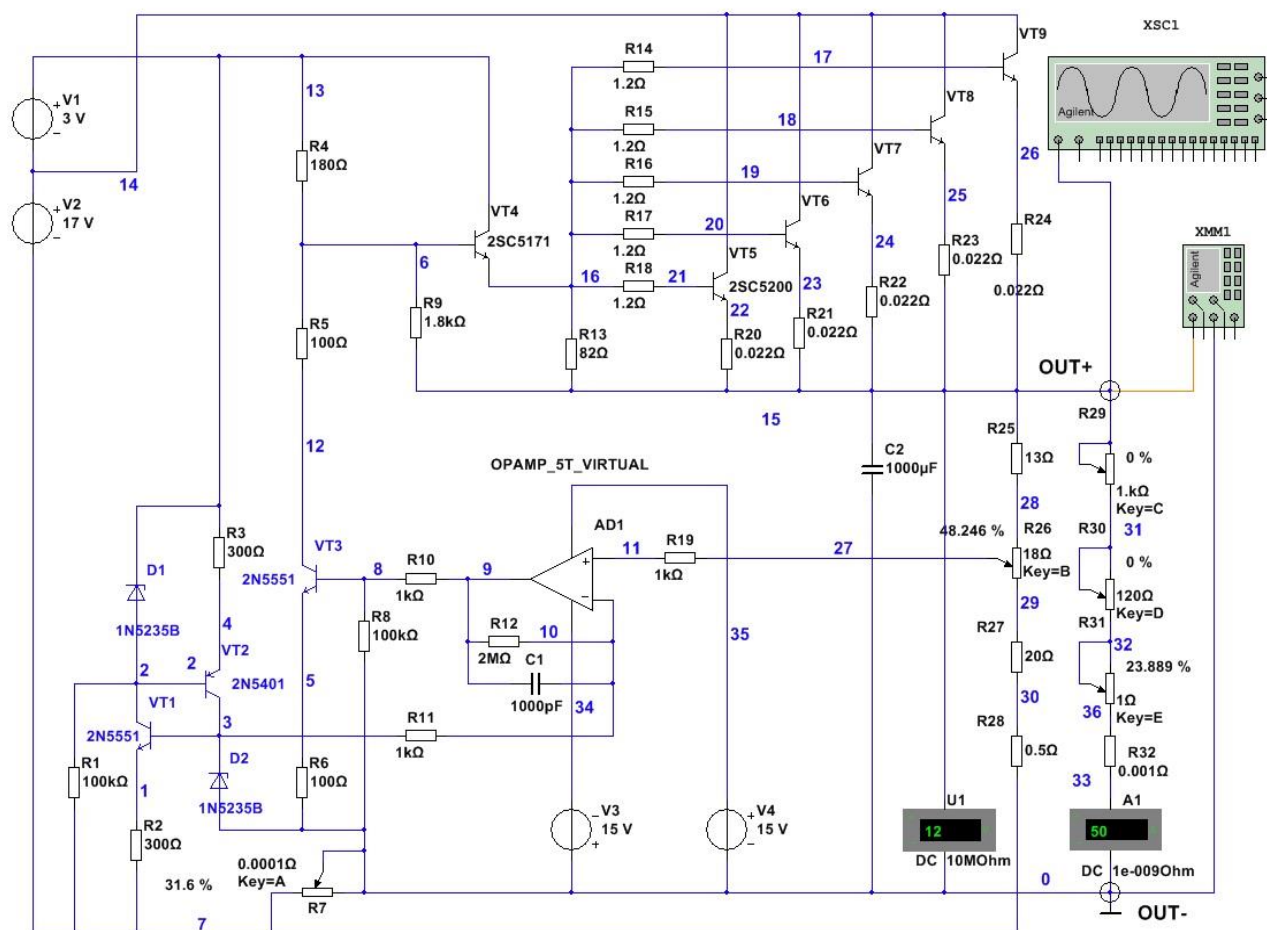 XSC1
VT9
R14
17
1.2Ω
V1
3 V
13
R15
18
1.2Ω
VT8
Agilent
26
R4
180Ω
R16
19
1.2Ω
VT7
14
V2
17 V
VT4
2SC5171
R17
20
1.2Ω
VT6
25
R24
0.022Ω
XMM1
Agilent
6
16
R18
21
1.2Ω
VT5
2SC5200
24
R23
0.022Ω
R9
1.8kΩ
22
23
R22
0.022Ω
R5
100Ω
R13
82Ω
R20
0.022Ω
R21
0.022Ω
OUT+
15
R29
12
R25
13Ω
0 %
1.kΩ
Key=C
OPAMP_5T_VIRTUAL
C2
1000µF
28
31
AD1
48.246 %
R26
18Ω
Key=B
R30
0 %
120Ω
Key=D
R3
300Ω
VT3
2N5551
8
R10
1kΩ
9
11
R19
1kΩ
27
29
D1
1N5235B
R8
100kΩ
R12
2MΩ
10
35
R27
20Ω
R31
32
4
VT2
2
2
2N5401
5
C1
1000pF
34
30
23.889 %
1Ω
Key=E
36
VT1
2N5551
3
R11
1kΩ
R28
0.5Ω
R32
0.001Ω
R1
100kΩ
D2
1N5235B
R6
100Ω
33
1
R2
300Ω
V3
15 V
V4
15 V
U1
12
DC 10MOhm
A1
50
DC 1e-009Ohm
0.0001Ω
Key=A
31.6 %
R7
0
7
OUT-